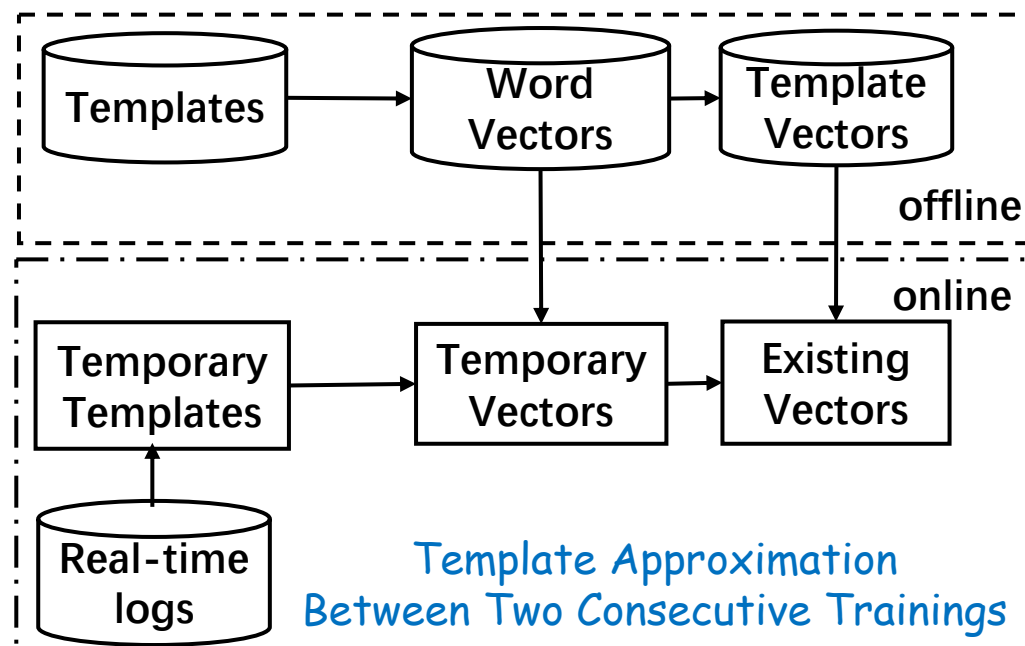 Templates
Word
Vectors
Template
Vectors
offline
online
Temporary
Templates
Temporary
Vectors
Existing
Vectors
Real-time
logs
Template Approximation
Between Two Consecutive Trainings